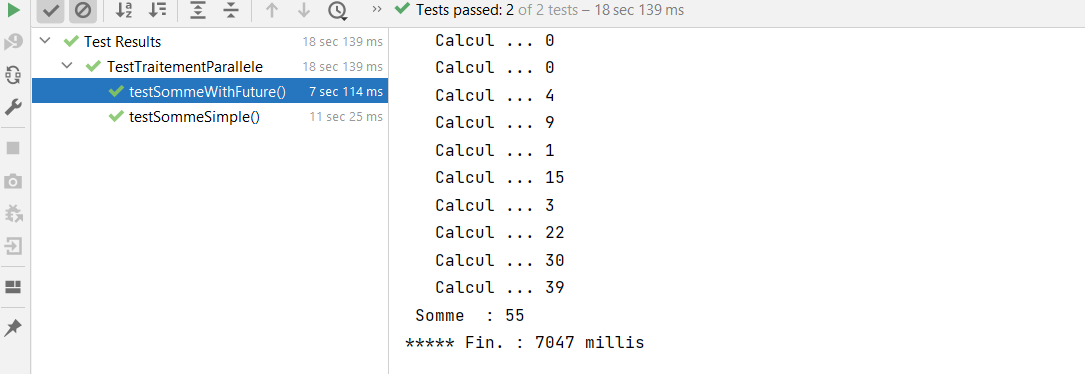 Tests passed: 2 of 2 tests – 18 sec 139 ms
Test Results 18 sec 139 ms
TestTraitementParallele 18 sec 139 ms
testSommeWithFuture() 7 sec 114 ms
testSommeSimple() 11 sec 25 ms
Calcul ... 0
Calcul ... 0
Calcul ... 4
Calcul ... 9
Calcul ... 1
Calcul ... 15
Calcul ... 3
Calcul ... 22
Calcul ... 30
Calcul ... 39
Somme  : 55
***** Fin. : 7047 millis